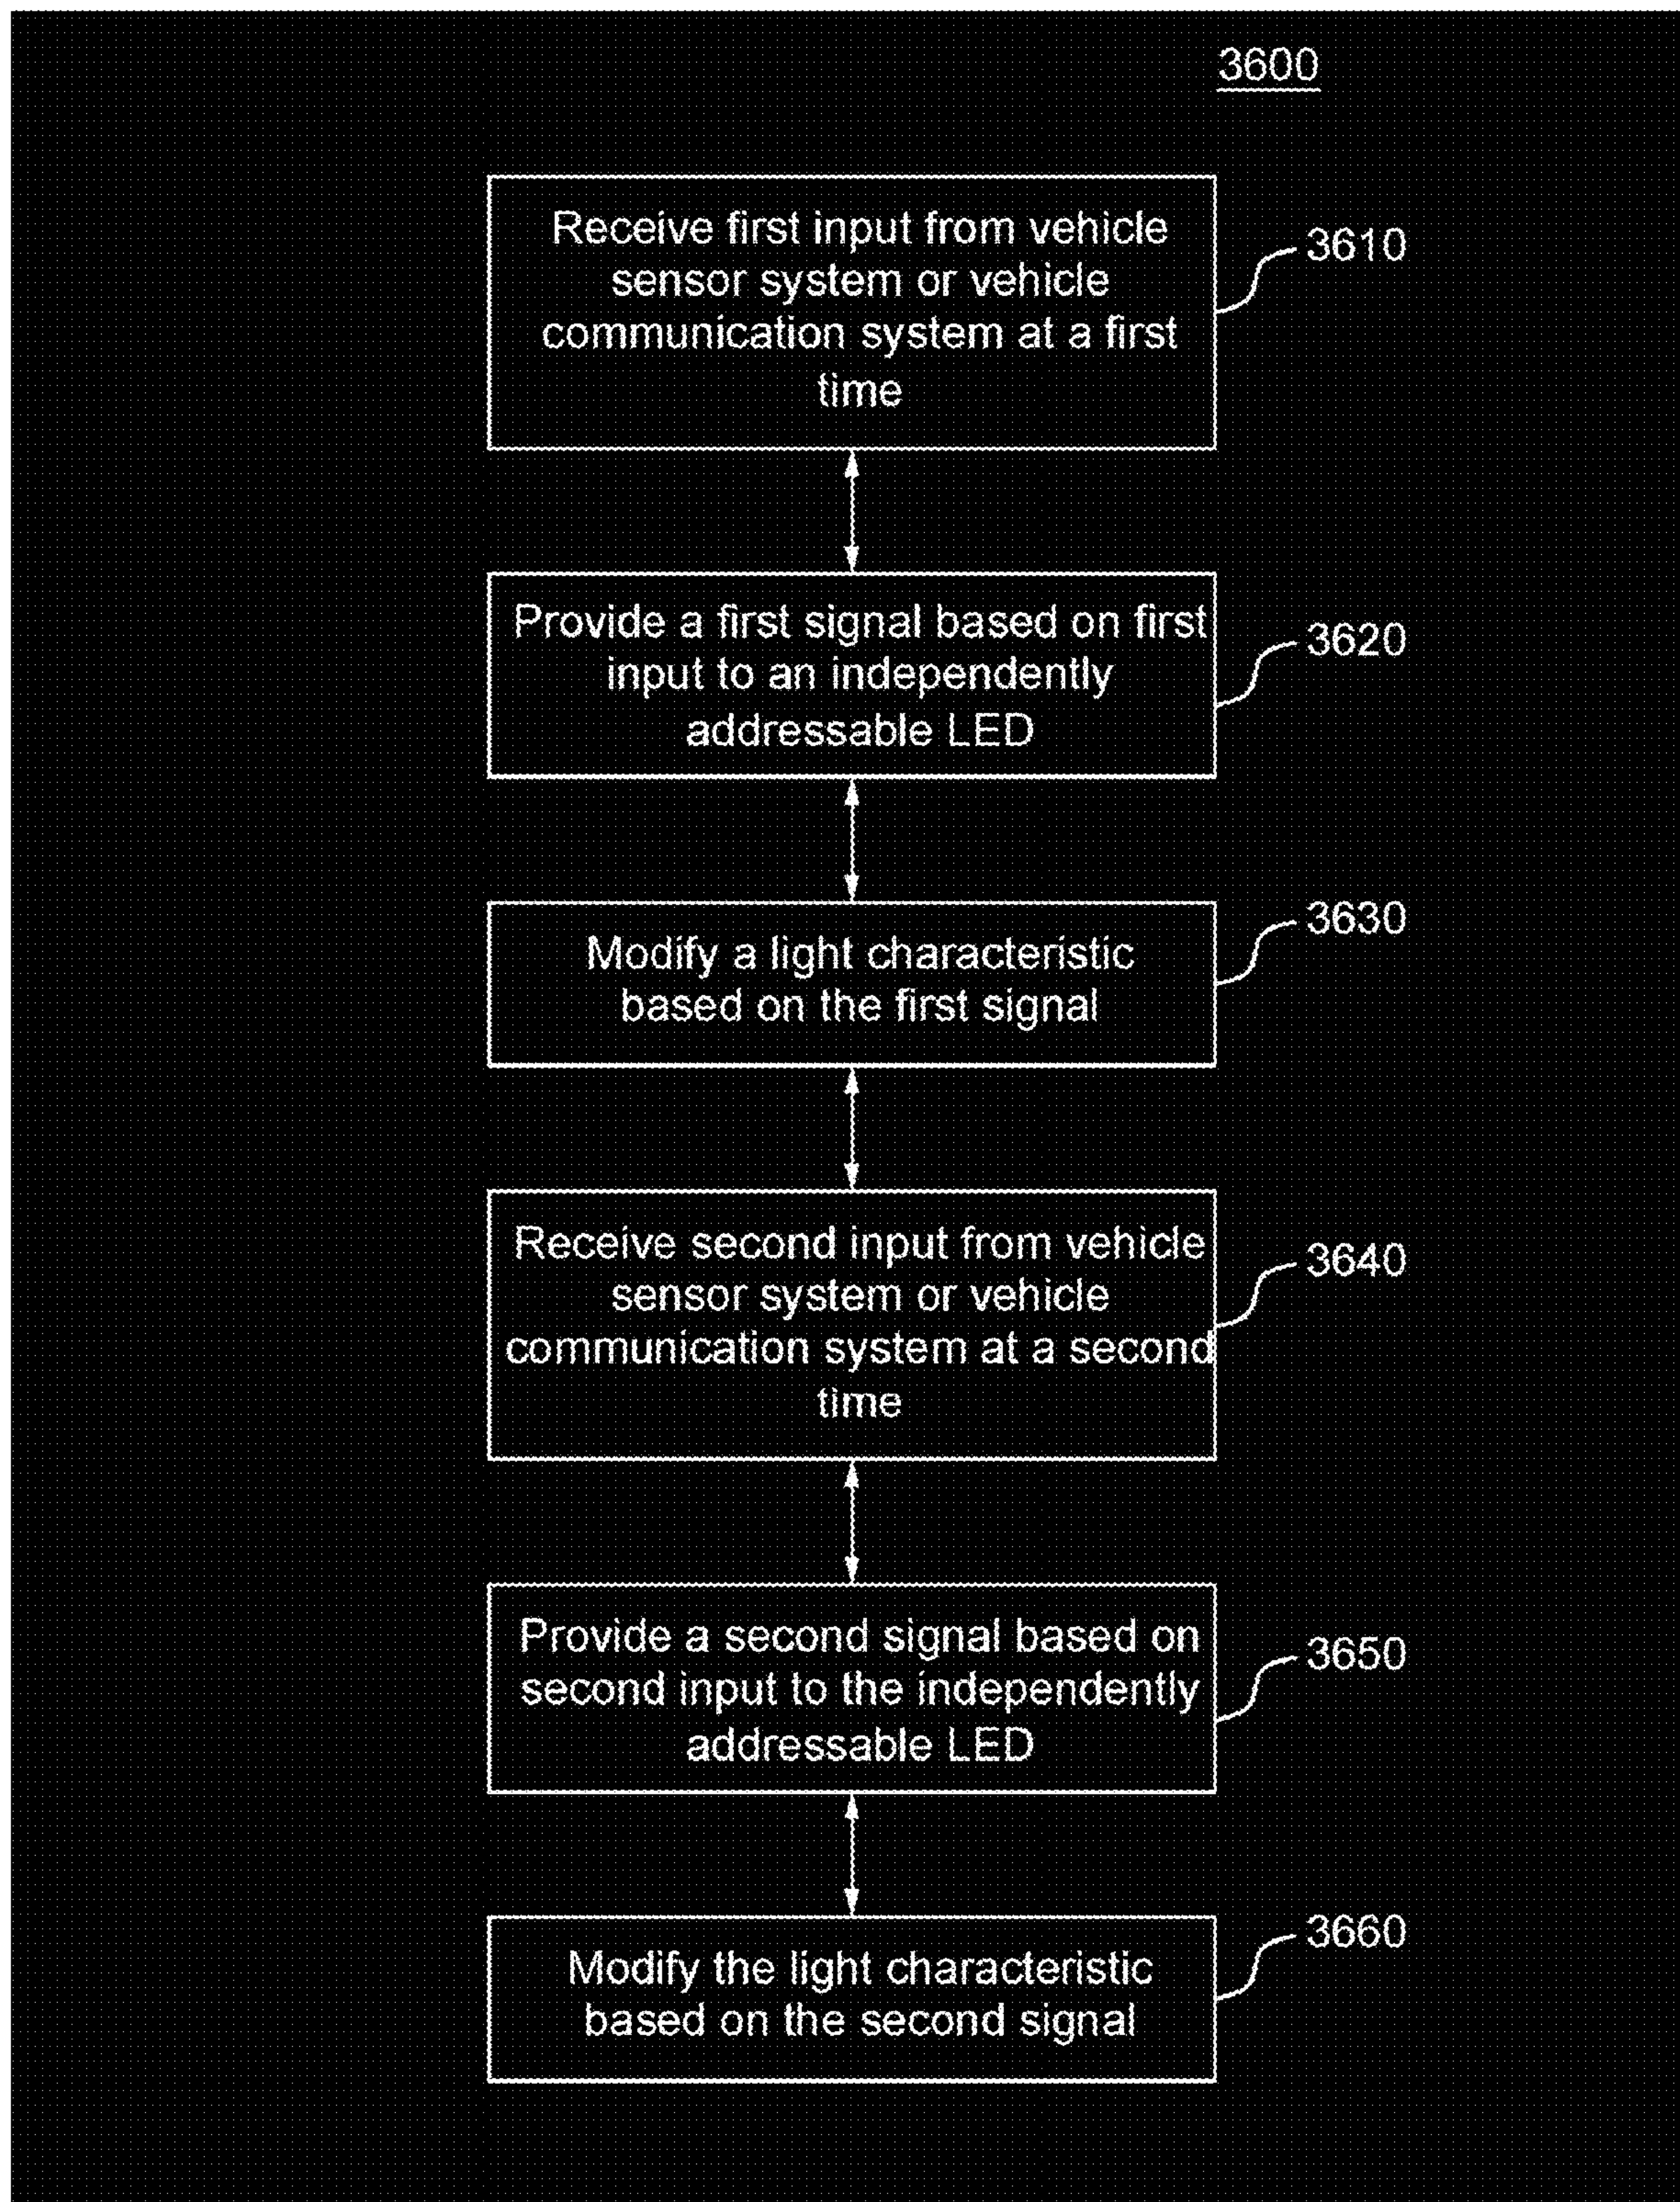 3600
Receive first input from vehicle
sensor system or vehicle
communication system at a first
time
3610
Provide a first signal based on first
input to an independently
addressable LED
3620
Modify a light characteristic
based on the first signal
3630
Receive second input from vehicle
sensor system or vehicle
communication system at a second
time
3640
Provide a second signal based on
second input to the independently
addressable LED
3650
Modify the light characteristic
based on the second signal
3660